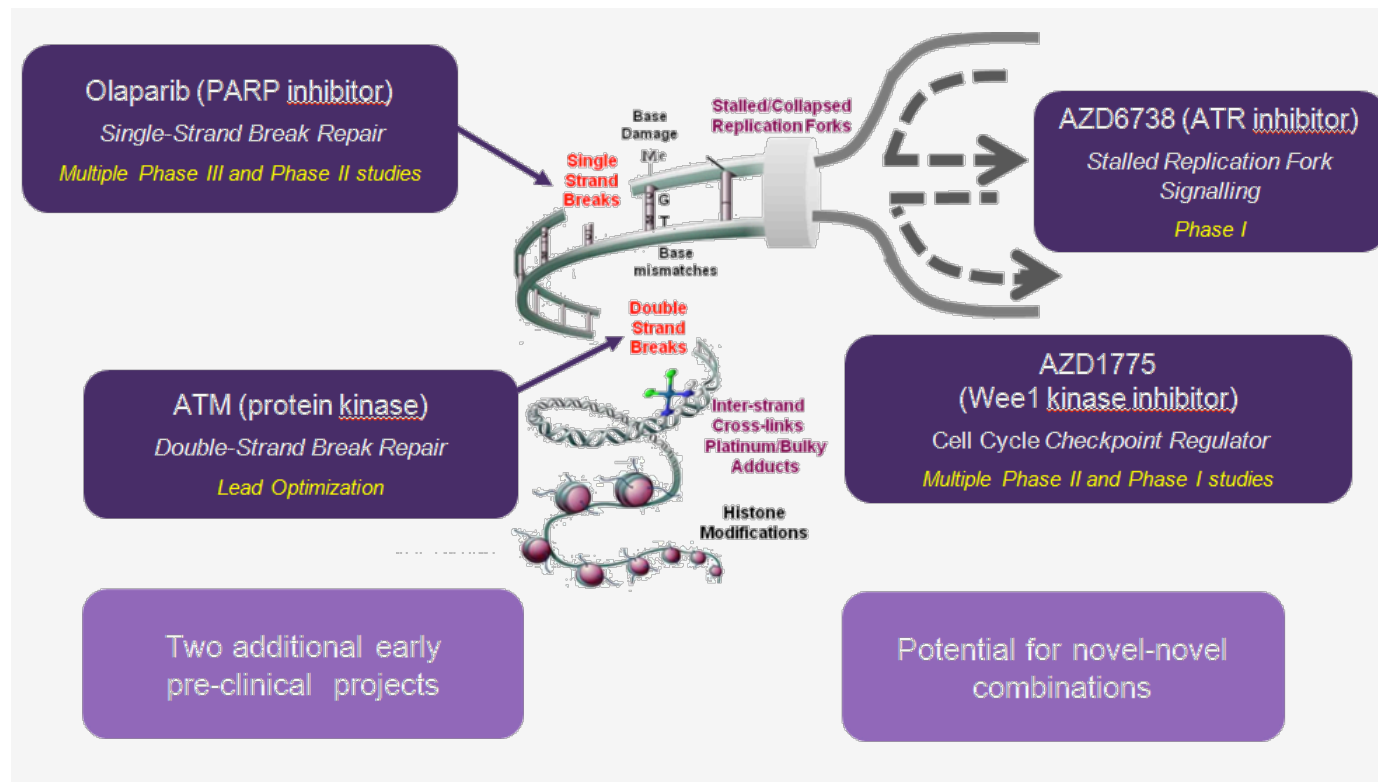 Olaparib (PARP inhibitor)
Single-Strand Break Repair
Multiple Phase III and Phase II studies
Base
Damage
Me
Single
Strand
Breaks
G
T
Base
mismatches
Stalled/Collapsed
Replication Forks
AZD6738 (ATR inhibitor)
Stalled Replication Fork
Signalling
Phase I
Double
Strand
Breaks
ATM (protein kinase)
Double-Strand Break Repair
Lead Optimization
Inter-strand
Cross-links
Platinum/Bulky
Adducts
Histone
Modifications
AZD1775
(Wee1 kinase inhibitor)
Cell Cycle Checkpoint Regulator
Multiple Phase II and Phase I studies
Two additional early
pre-clinical projects
Potential for novel-novel
combinations